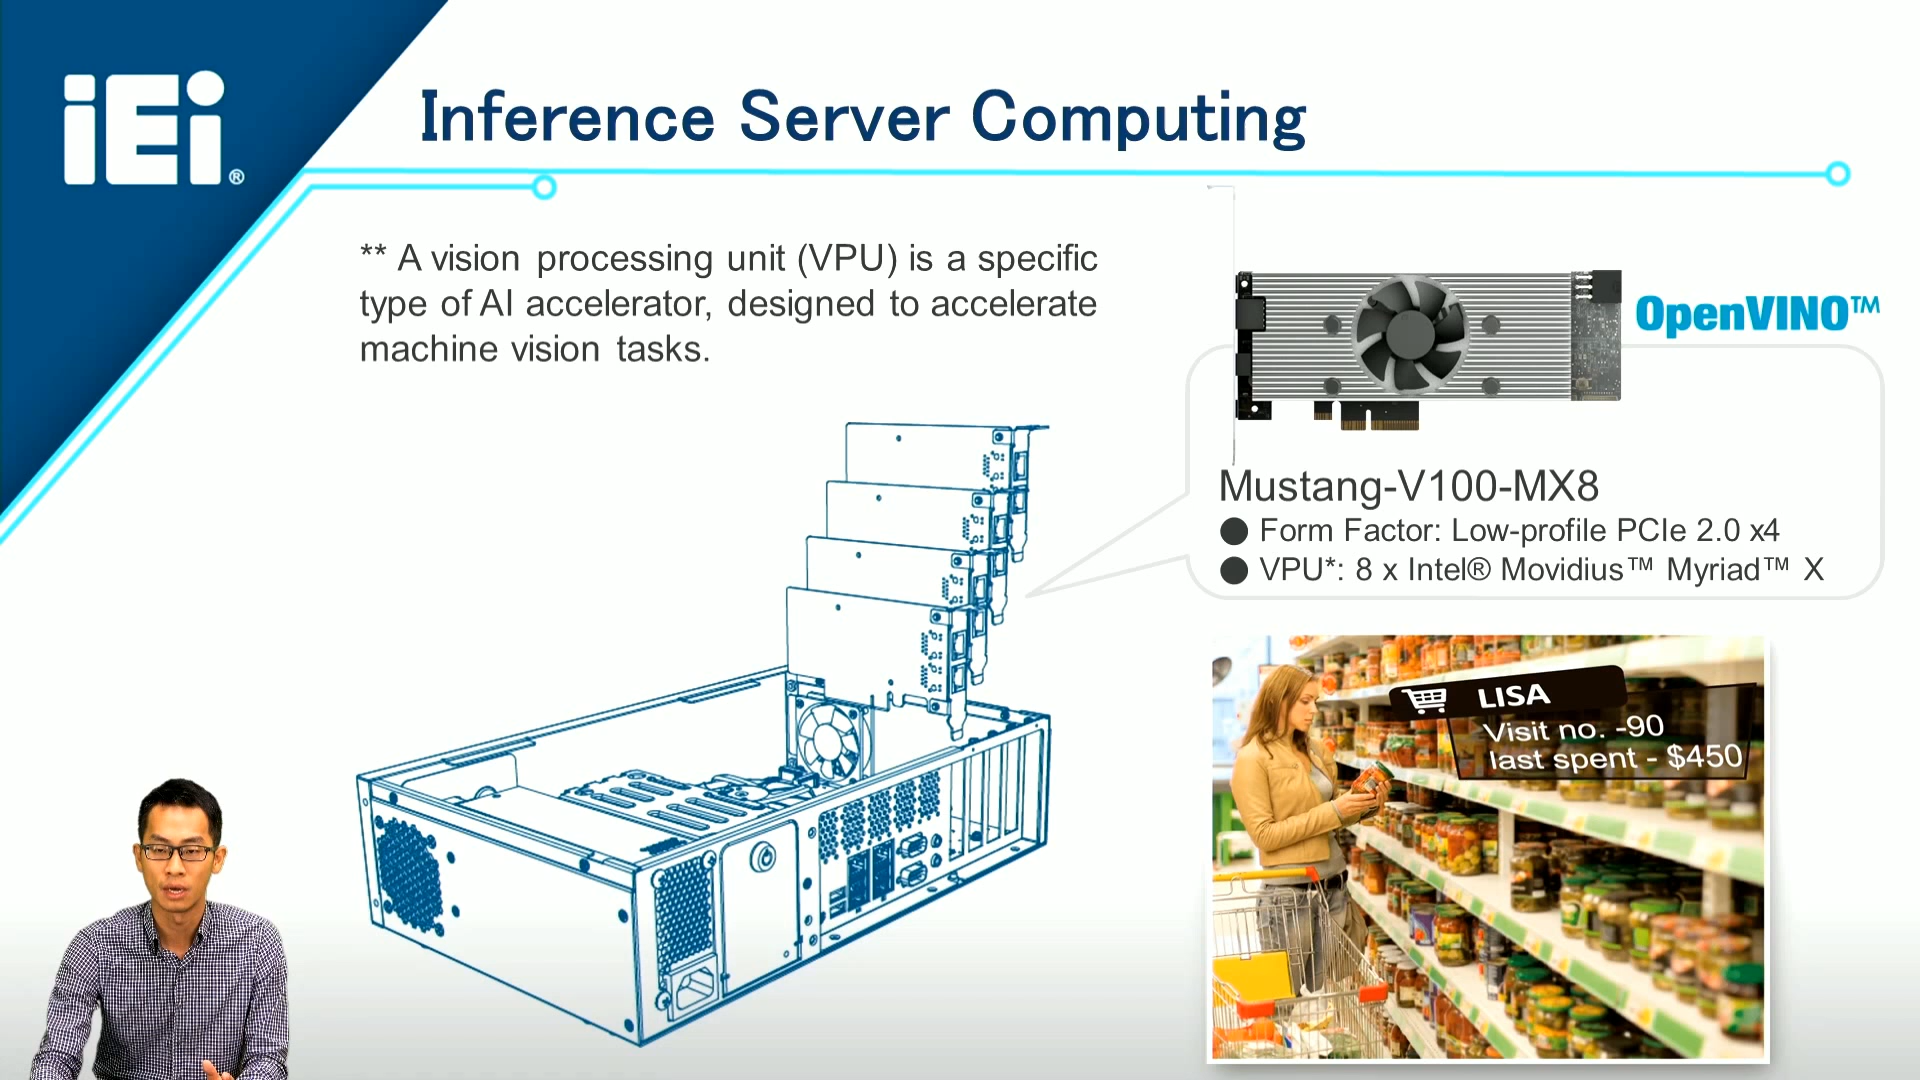 iEi®
Inference Server Computing
** A vision processing unit (VPU) is a specific
type of AI accelerator, designed to accelerate
machine vision tasks.
OpenVINO™
Mustang-V100-MX8
● Form Factor: Low-profile PCIe 2.0 x4
● VPU*: 8 x Intel® Movidius™ Myriad™ X
LISA
Visit no. -90
last spent - $450